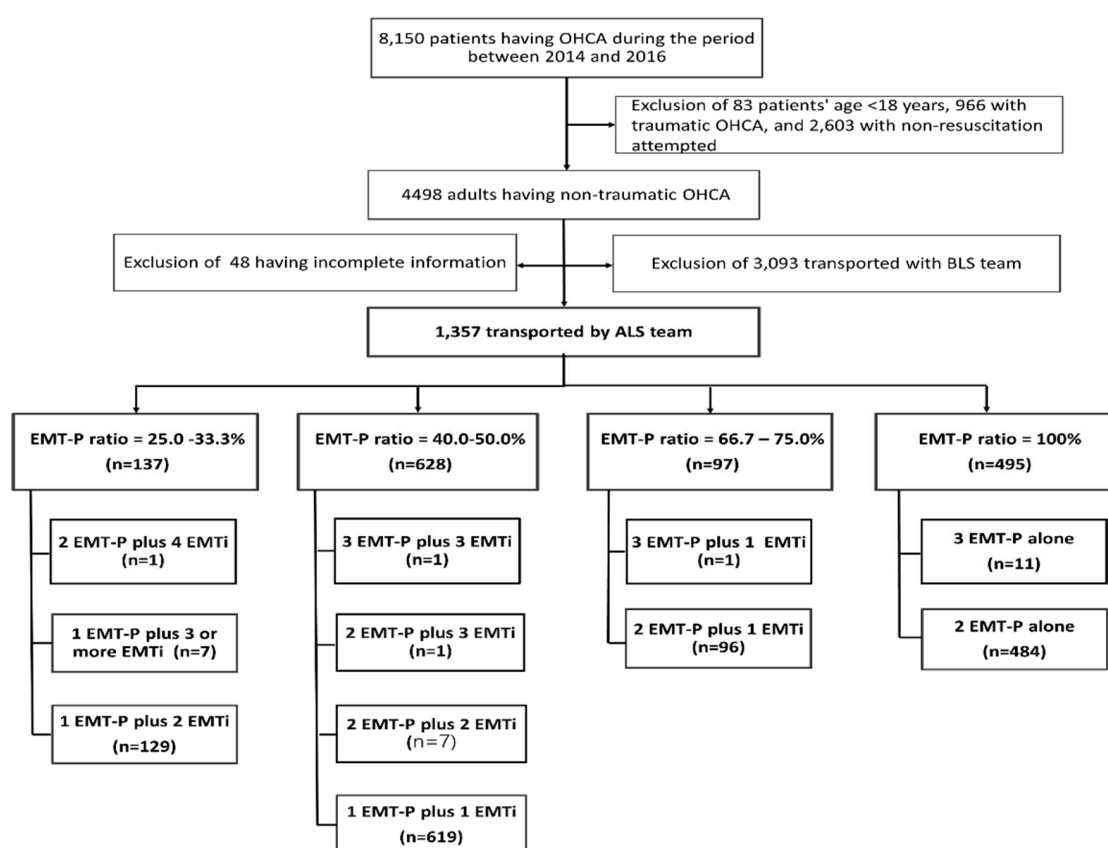 8,150 patients having OHCA during the period
between 2014 and 2016
Exclusion of 83 patients' age <18 years, 966 with
traumatic OHCA, and 2,603 with non-resuscitation
attempted
4498 adults having non-traumatic OHCA
Exclusion of 48 having incomplete information
Exclusion of 3,093 transported with BLS team
1,357 transported by ALS team
EMT-P ratio = 25.0 -33.3%
(n=137)
2 EMT-P plus 4 EMTi
(n=1)
1 EMT-P plus 3 or
more EMTi (n=7)
1 EMT-P plus 2 EMTi
(n=129)
EMT-P ratio = 40.0-50.0%
(n=628)
3 EMT-P plus 3 EMTi
(n=1)
2 EMT-P plus 3 EMTi
(n=1)
2 EMT-P plus 2 EMTi
(n=7)
1 EMT-P plus 1 EMTi
(n=619)
EMT-P ratio = 66.7 – 75.0%
(n=97)
3 EMT-P plus 1 EMTi
(n=1)
2 EMT-P plus 1 EMTi
(n=96)
EMT-P ratio = 100%
(n=495)
3 EMT-P alone
(n=11)
2 EMT-P alone
(n=484)